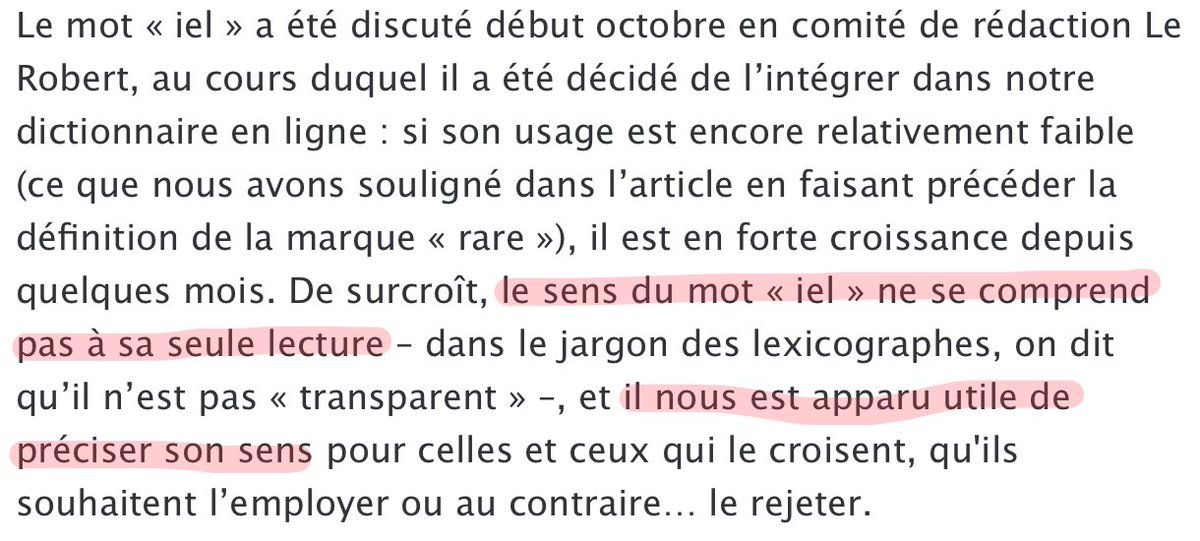 Le mot « iel » a été discuté début octobre en comité de rédaction Le
Robert, au cours duquel il a été décidé de l’intégrer dans notre
dictionnaire en ligne : si son usage est encore relativement faible
(ce que nous avons souligné dans l’article en faisant précéder la
définition de la marque « rare »), il est en forte croissance depuis
quelques mois. De surcroît, le sens du mot « iel » ne se comprend
pas à sa seule lecture – dans le jargon des lexicographes, on dit
qu’il n’est pas « transparent » –, et il nous est apparu utile de
préciser son sens pour celles et ceux qui le croisent, qu'ils
souhaitent l’employer ou au contraire… le rejeter.